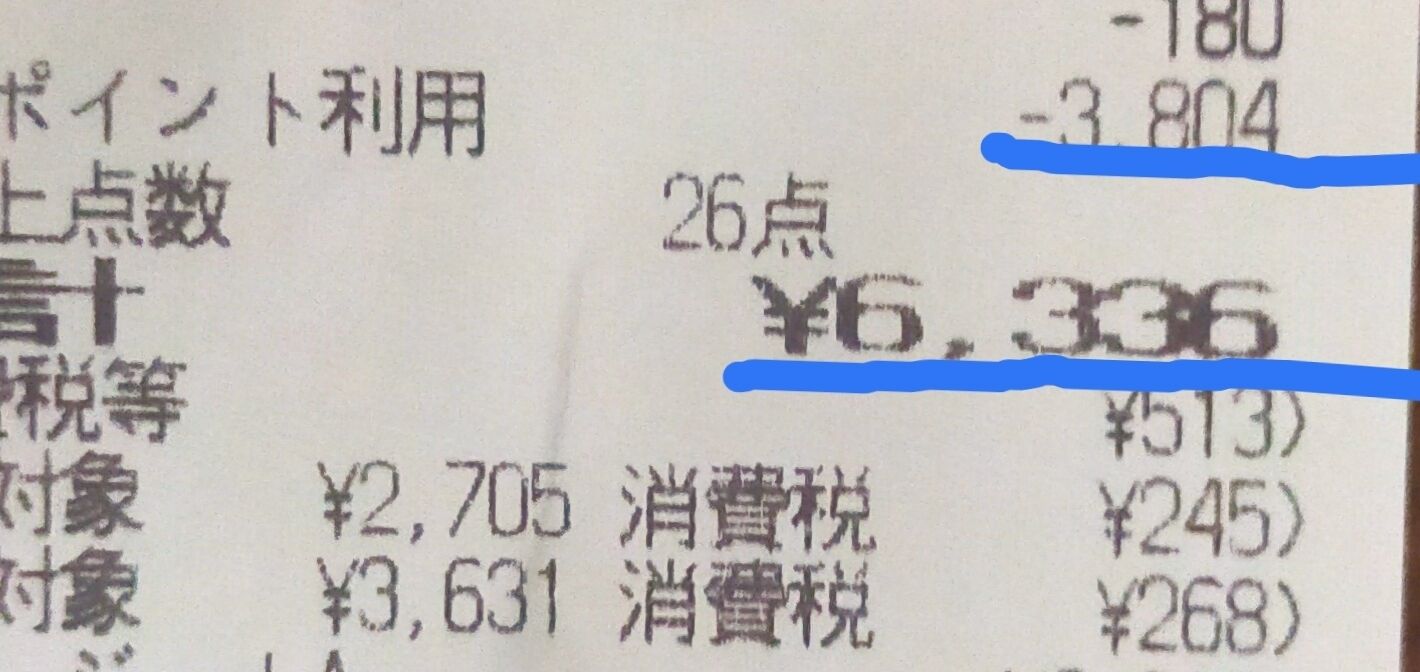 -180
ポイント利用 -3,804
上点数 26点
計 ¥6,336
税等 ¥513)
対象 ¥2,705 消費税 ¥245)
対象 ¥3,631 消費税 ¥268)